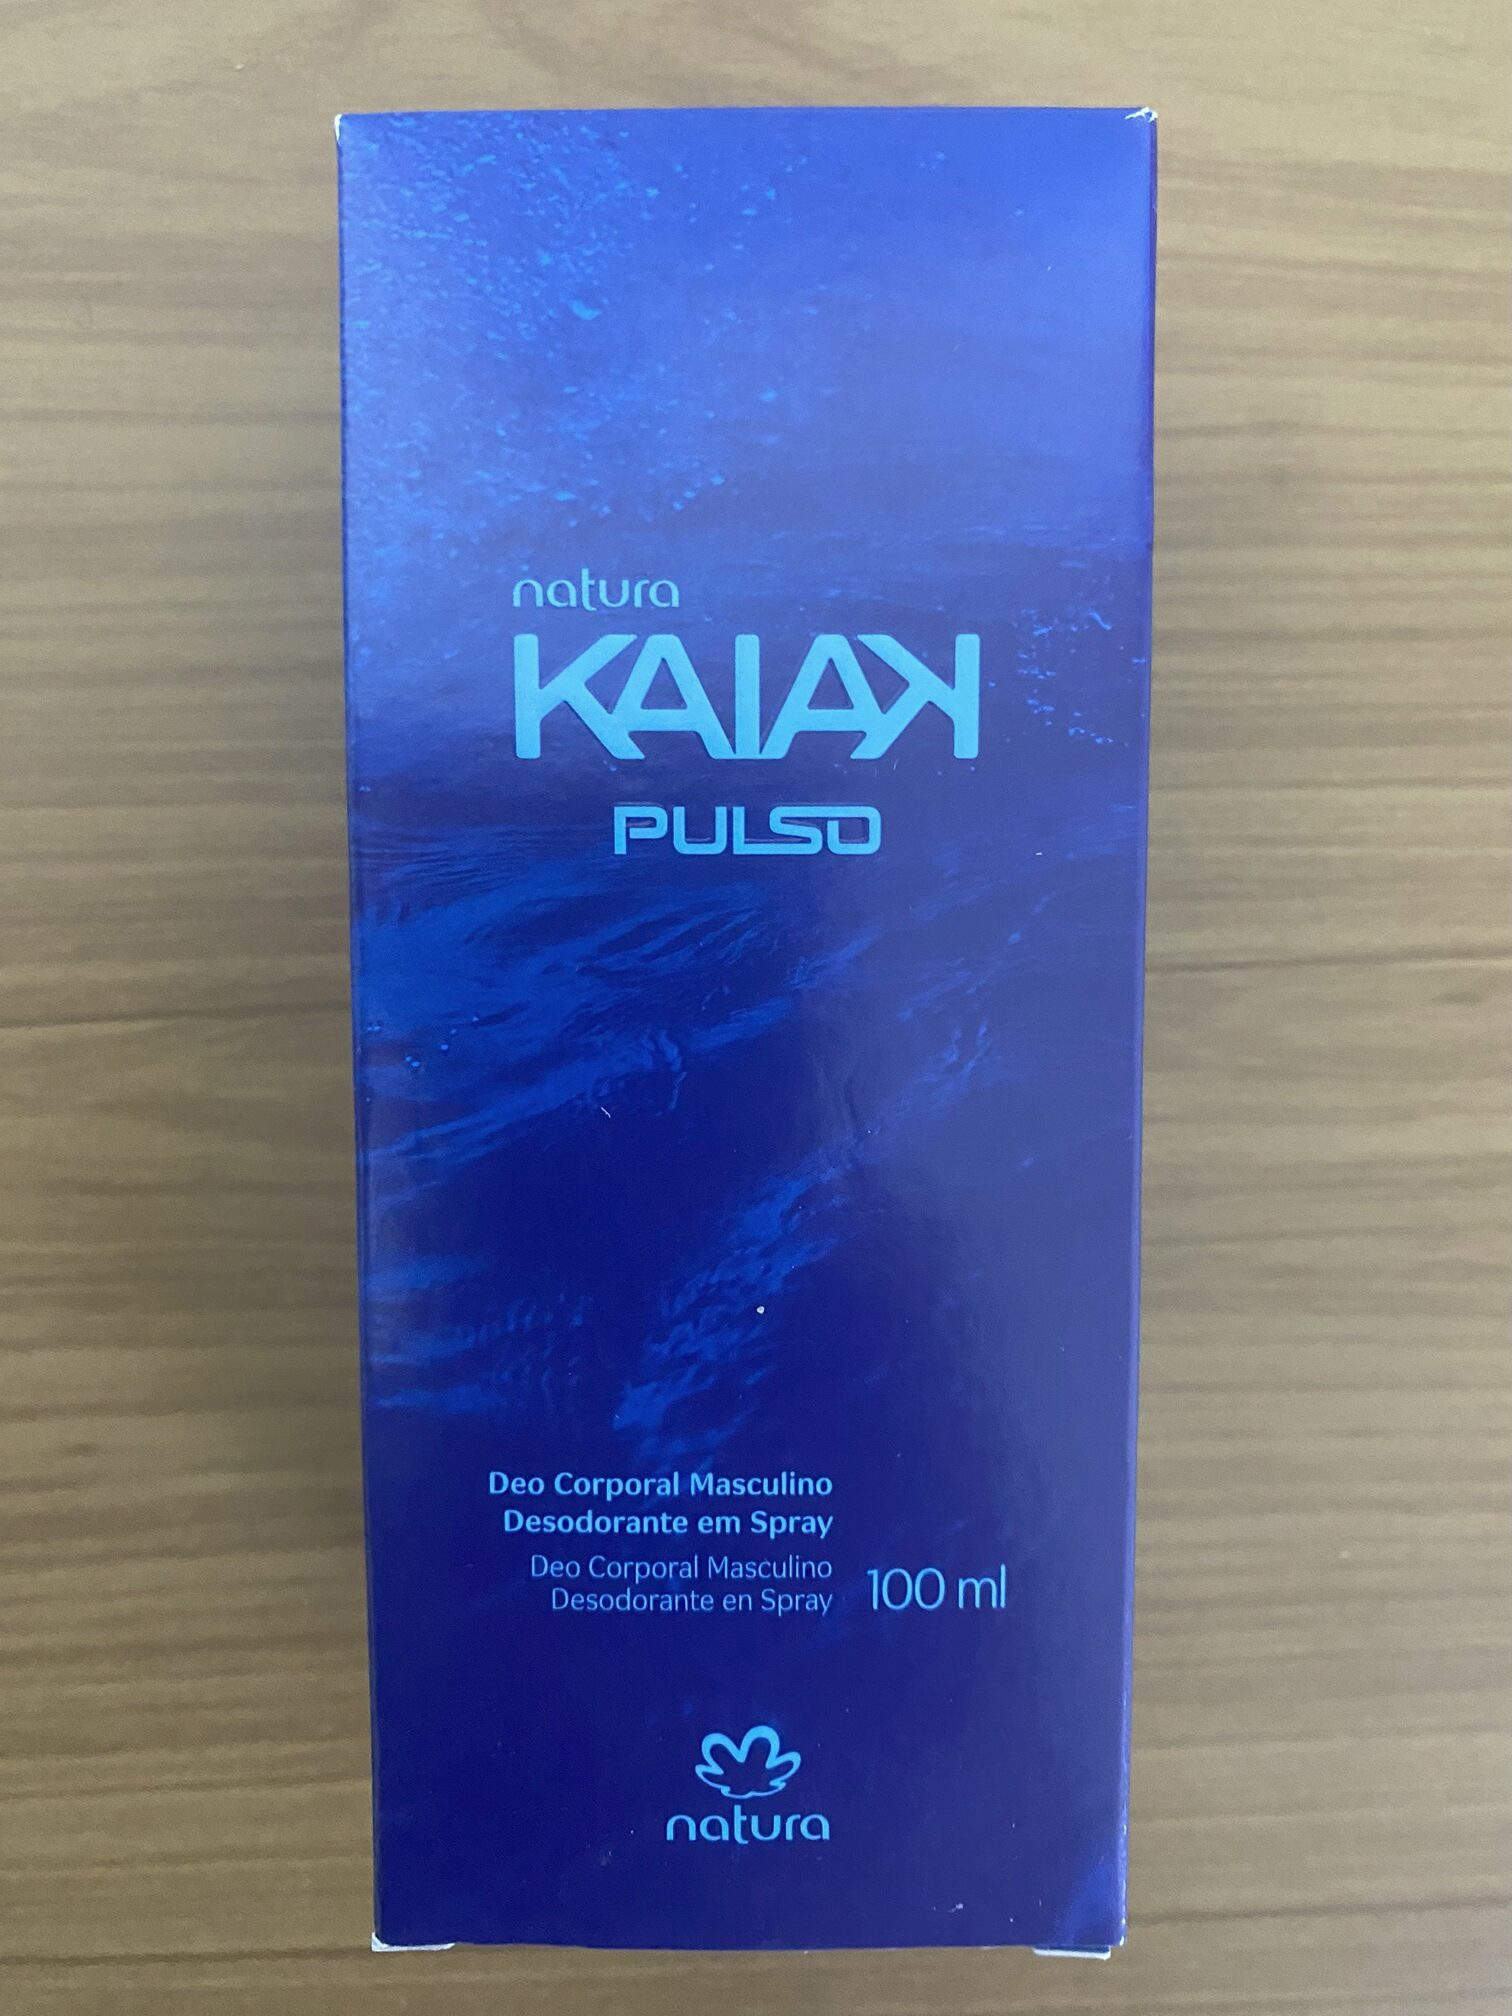 natura
KAIAK
PULSO
Deo Corporal Masculino
Desodorante em Spray
Deo Corporal Masculino
Desodorante en Spray
100 ml
natura